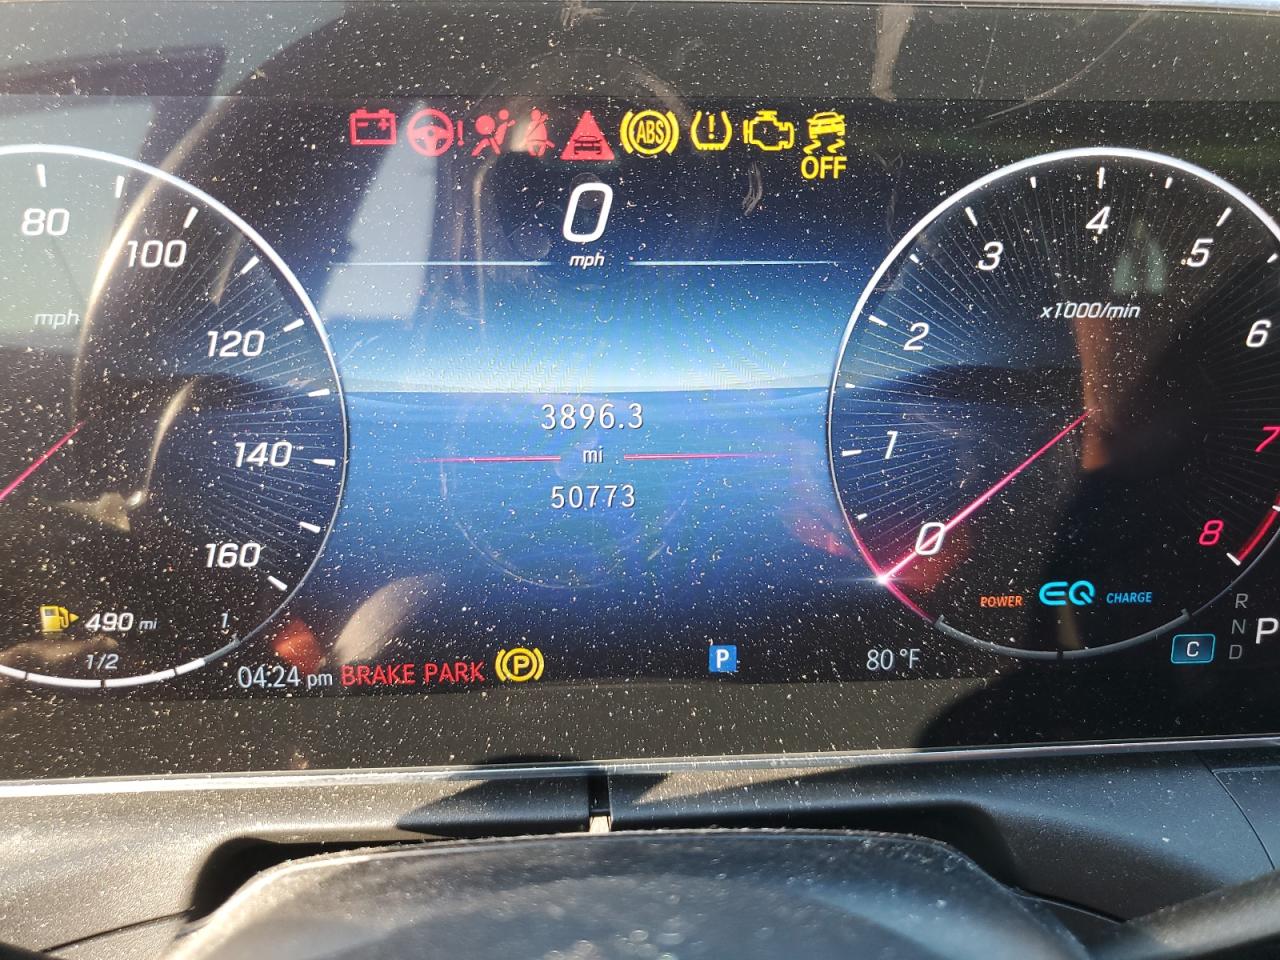 ABS
OFF
0
mph
80
100
120
140
160
mph
3896.3
mi
50773
0
1
2
3
4
5
6
7
8
x1000/min
POWER EQ CHARGE
490 mi
1
1/2
04:24 pm BRAKE PARK P P 80 °F
C
R
N
D
P